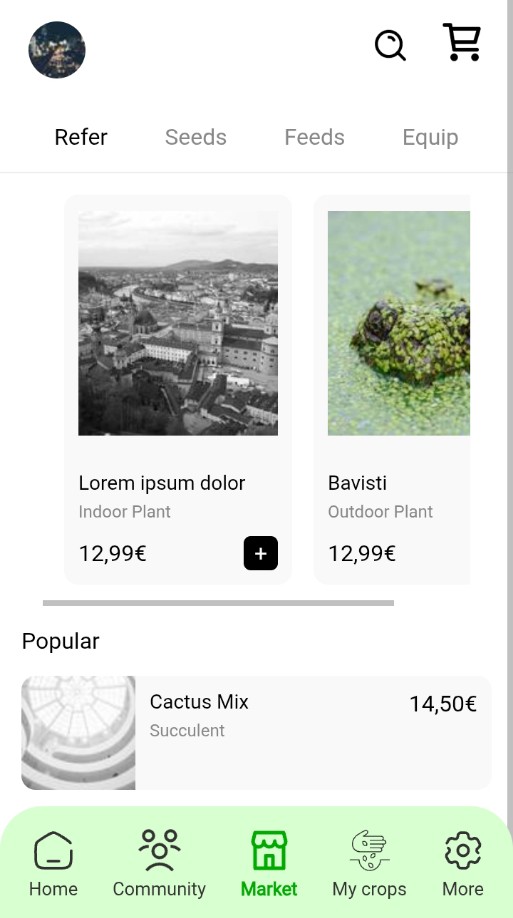 Refer Seeds Feeds Equip
Lorem ipsum dolor
Indoor Plant
12,99€
+
Bavisti
Outdoor Plant
12,99€
Popular
Cactus Mix
14,50€
Succulent
Home Community Market My crops More